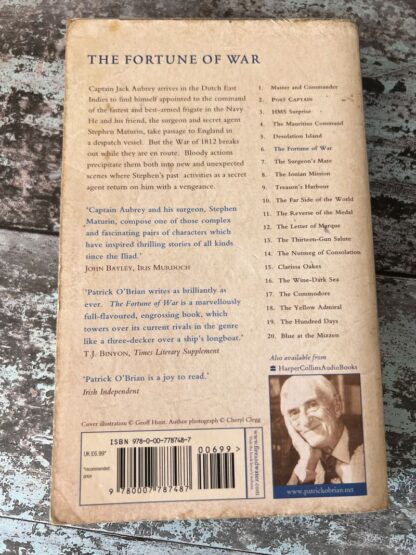 THE FORTUNE OF WAR
Captain Jack Aubrey arrives in the Dutch East
Indies to find himself appointed to the command
of the fastest and best-armed frigate in the Navy.
He and his friend, the surgeon and secret agent
Stephen Maturin, take passage to England in
a despatch vessel. But the War of 1812 breaks
out while they are en route. Bloody actions
precipitate them both into new and unexpected
scenes where Stephen's past activities as a secret
agent return on him with a vengeance.
'Captain Aubrey and his surgeon, Stephen
Maturin, compose one of those complex
and fascinating pairs of characters which
have inspired thrilling stories of all kinds
since the Iliad.'
JOHN BAYLEY, IRIS MURDOCH
'Patrick O'Brian writes as brilliantly as
ever. The Fortune of War is a marvellously
full-flavoured, engrossing book, which
towers over its current rivals in the genre
like a three-decker over a ship's longboat.'
T.J. BINYON, Times Literary Supplement
'Patrick O'Brian is a joy to read.'
Irish Independent
1. Master and Commander
2. POST CAPTAIN
3. HMS Surprise
4. The Mauritius Command
5. Desolation Island
6. The Fortune of War
7. The Surgeon's Mate
8. The Ionian Mission
9. Treason's Harbour
10. The Far Side of the World
11. The Reverse of the Medal
12. The Letter of Marque
13. The Thirteen-Gun Salute
14. The Nutmeg of Consolation
15. Clarissa Oakes
16. The Wine-Dark Sea
17. The Commodore
18. The Yellow Admiral
19. The Hundred Days
20. Blue at the Mizzen
Also available from
HarperCollinsAudioBooks
www.patrickobrian.net
Cover illustration © Geoff Hunt. Author photograph © Cheryl Clegg
ISBN 978-0-00-778748-7
UK £6.99*
*recommended
price
00699>
9 780007 787487
www.fireandwater.com